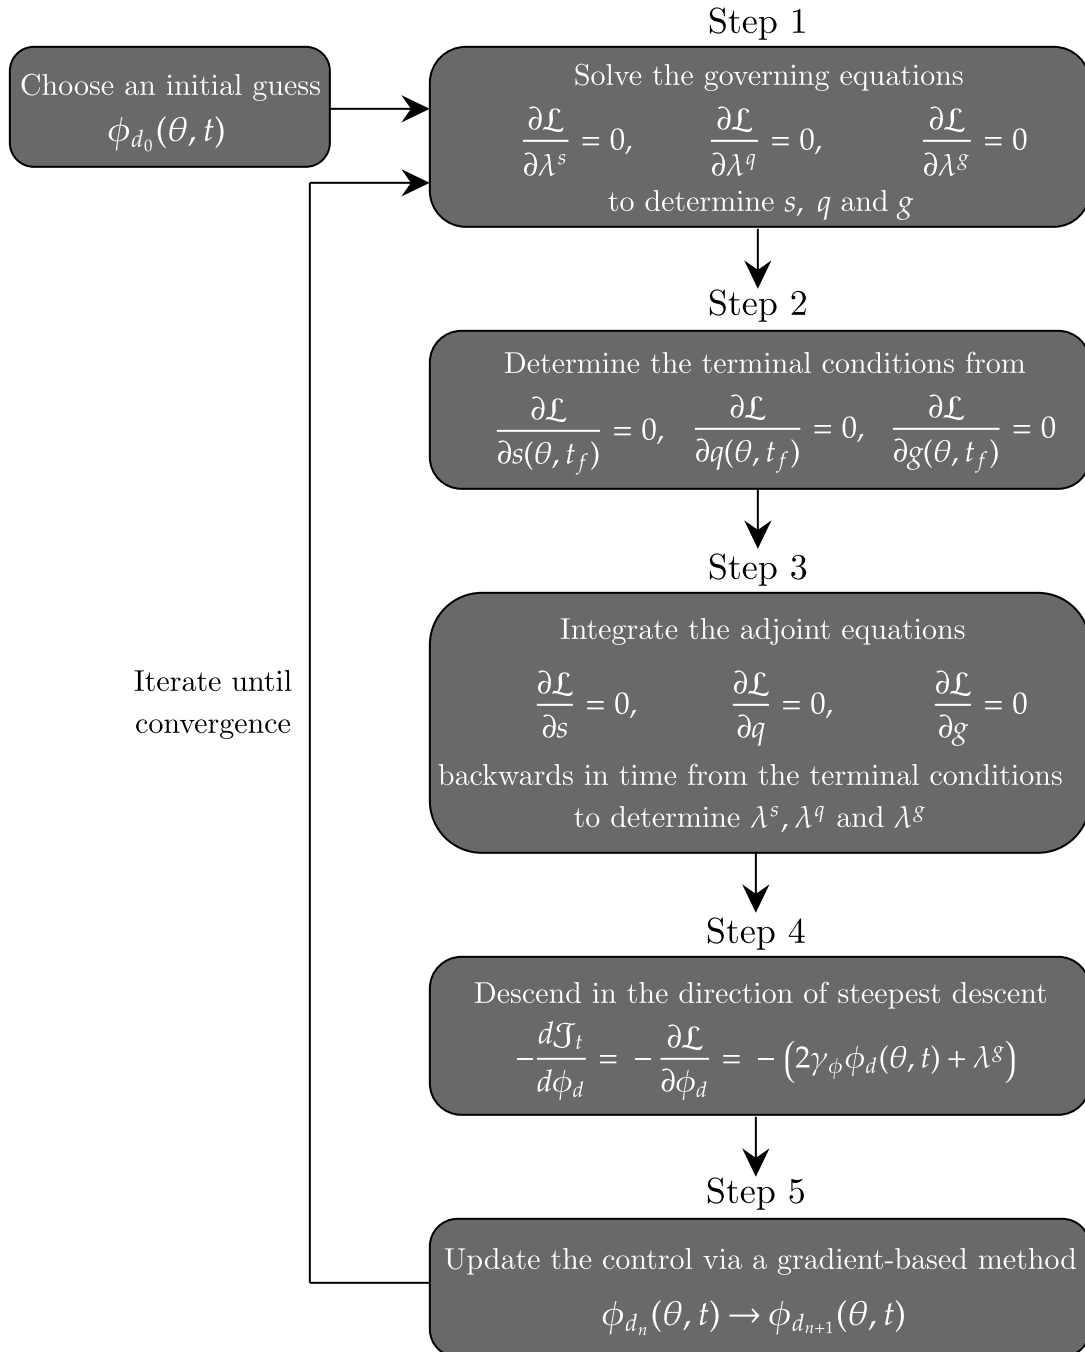 Choose an initial guess
ϕ_{d_0}(θ, t)
Step 1
Solve the governing equations
∂ℒ/∂λ^s = 0, ∂ℒ/∂λ^q = 0, ∂ℒ/∂λ^g = 0
to determine s, q and g
Step 2
Determine the terminal conditions from
∂ℒ/∂s(θ, t_f) = 0, ∂ℒ/∂q(θ, t_f) = 0, ∂ℒ/∂g(θ, t_f) = 0
Step 3
Integrate the adjoint equations
∂ℒ/∂s = 0, ∂ℒ/∂q = 0, ∂ℒ/∂g = 0
backwards in time from the terminal conditions
to determine λ^s, λ^q and λ^g
Iterate until
convergence
Step 4
Descend in the direction of steepest descent
−d𝒥_t/dϕ_d = −∂ℒ/∂ϕ_d = −(2γ_ϕ ϕ_d(θ, t) + λ^g)
Step 5
Update the control via a gradient-based method
ϕ_{d_n}(θ, t) → ϕ_{d_{n+1}}(θ, t)